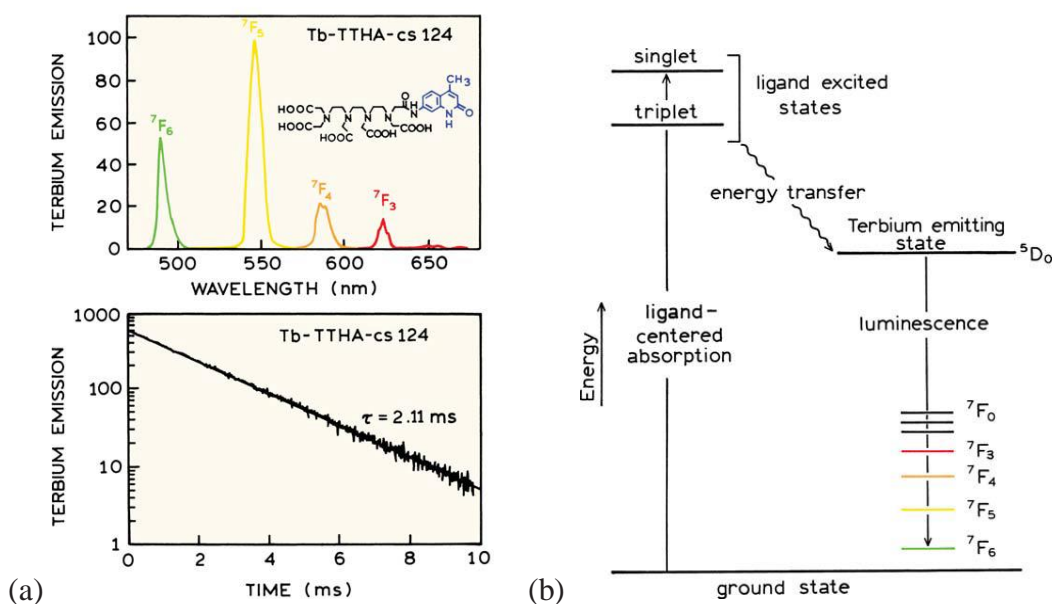 Tb-TTHA-cs 124
TERBIUM EMISSION
100
80
60
40
20
0
⁷F₆
⁷F₅
⁷F₄
⁷F₃
CH₃
O
N
H
O
N
H
HOOC
HOOC
N
N
N
N
HOOC
COOH
COOH
500
550
600
650
WAVELENGTH (nm)
Tb-TTHA-cs 124
TERBIUM EMISSION
1000
100
10
1
τ = 2.11 ms
0
2
4
6
8
10
TIME (ms)
(a)
singlet
triplet
ligand excited
states
energy transfer
Terbium emitting
state
⁵D₀
Energy
ligand-
centered
absorption
luminescence
⁷F₀
⁷F₃
⁷F₄
⁷F₅
⁷F₆
ground state
(b)